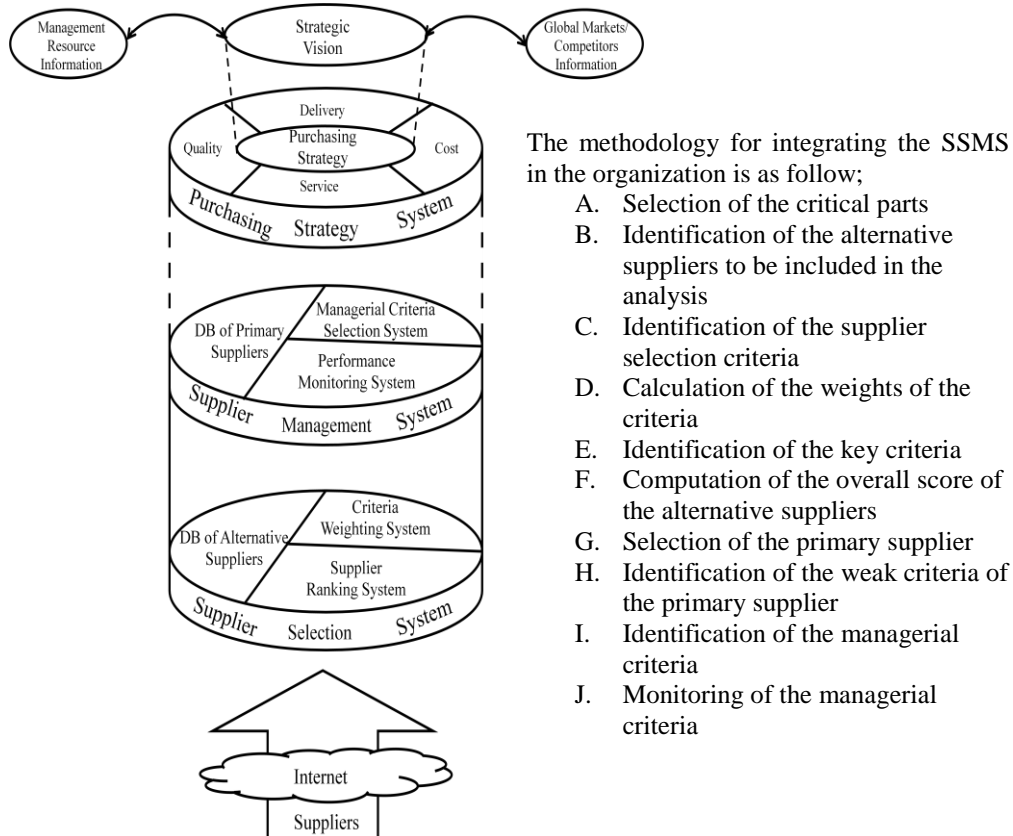 Management
Resource
Information
Strategic
Vision
Global Markets/
Competitors
Information
Delivery
Quality
Purchasing
Strategy
Cost
Service
Purchasing Strategy System
DB of Primary
Suppliers
Managerial Criteria
Selection System
Performance
Monitoring System
Supplier Management System
DB of Alternative
Suppliers
Criteria
Weighting System
Supplier
Ranking System
Supplier Selection System
Internet
Suppliers
The methodology for integrating the SSMS
in the organization is as follow;
A. Selection of the critical parts
B. Identification of the alternative
suppliers to be included in the
analysis
C. Identification of the supplier
selection criteria
D. Calculation of the weights of the
criteria
E. Identification of the key criteria
F. Computation of the overall score of
the alternative suppliers
G. Selection of the primary supplier
H. Identification of the weak criteria of
the primary supplier
I. Identification of the managerial
criteria
J. Monitoring of the managerial
criteria